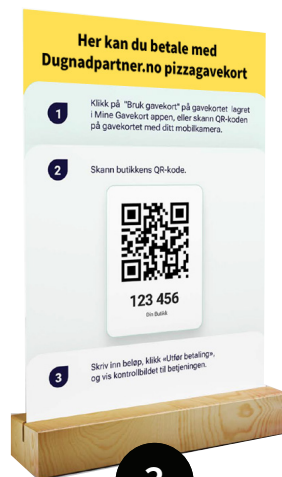 Her kan du betale med
Dugnadpartner.no pizzagavekort
1
Klikk på "Bruk gavekort" på gavekortet lagret
i Mine Gavekort appen, eller skann QR-koden
på gavekortet med ditt mobilkamera.
2
Skann butikkens QR-kode.
123 456
Din Butikk
3
Skriv inn beløp, klikk «Utfør betaling»,
og vis kontrollbildet til betjeningen.